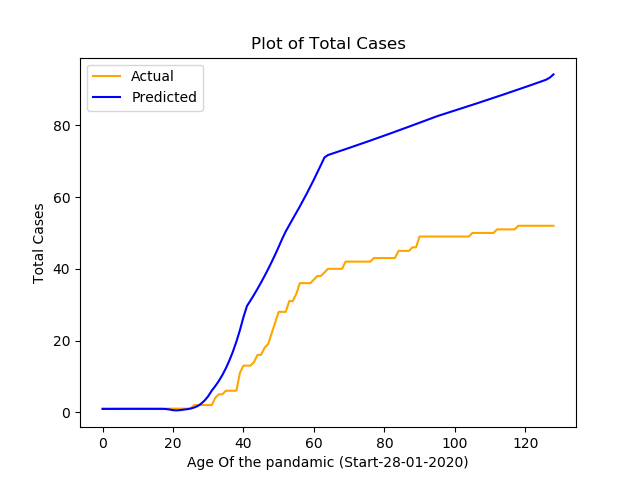 Plot of Total Cases
Actual
Predicted
80
60
40
20
0
Total Cases
0 20 40 60 80 100 120
Age Of the pandamic (Start-28-01-2020)